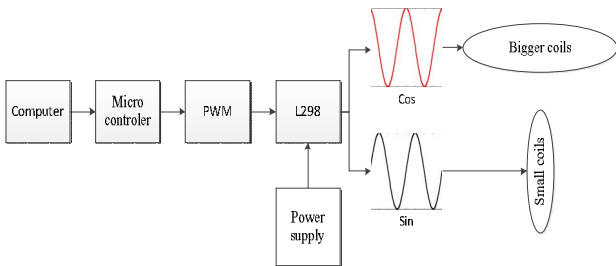 Computer
Micro
controler
PWM
L298
Power
supply
Cos
Bigger coils
Sin
Small coils